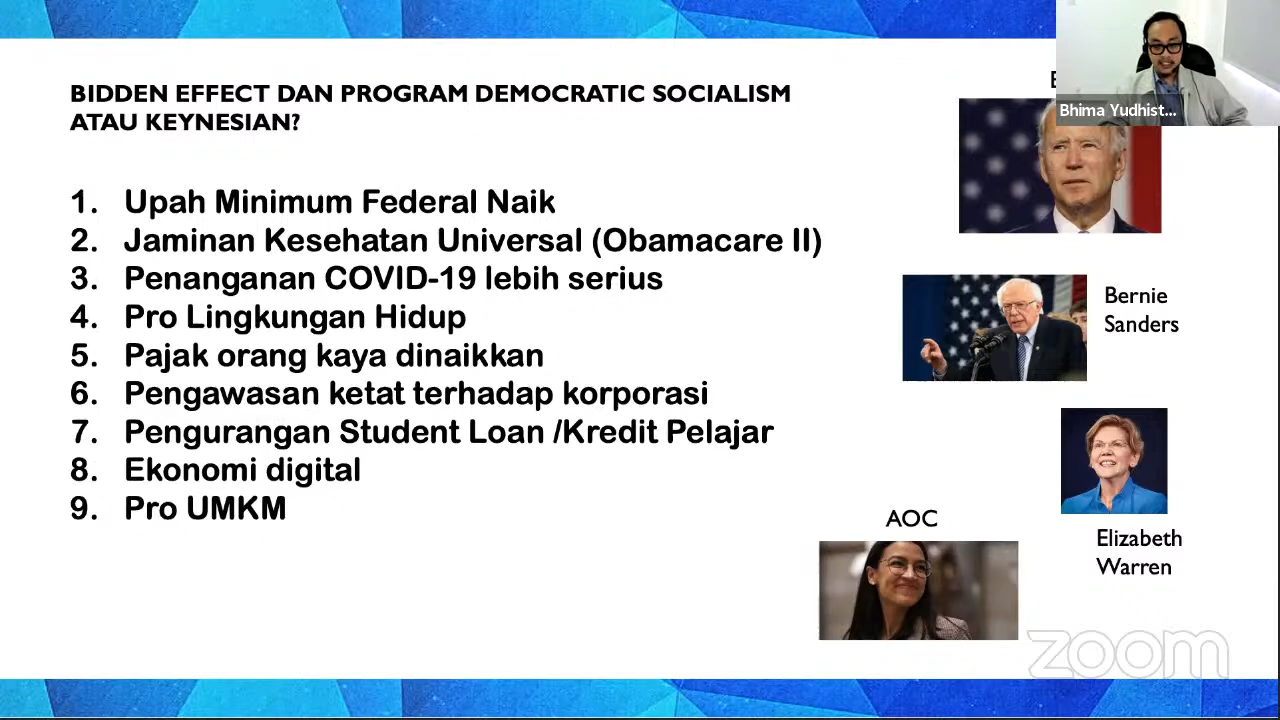 BIDDEN EFFECT DAN PROGRAM DEMOCRATIC SOCIALISM
ATAU KEYNESIAN?
1. Upah Minimum Federal Naik
2. Jaminan Kesehatan Universal (Obamacare II)
3. Penanganan COVID-19 lebih serius
4. Pro Lingkungan Hidup
5. Pajak orang kaya dinaikkan
6. Pengawasan ketat terhadap korporasi
7. Pengurangan Student Loan /Kredit Pelajar
8. Ekonomi digital
9. Pro UMKM
Bhima Yudhist...
Bernie
Sanders
Elizabeth
Warren
AOC
zoom